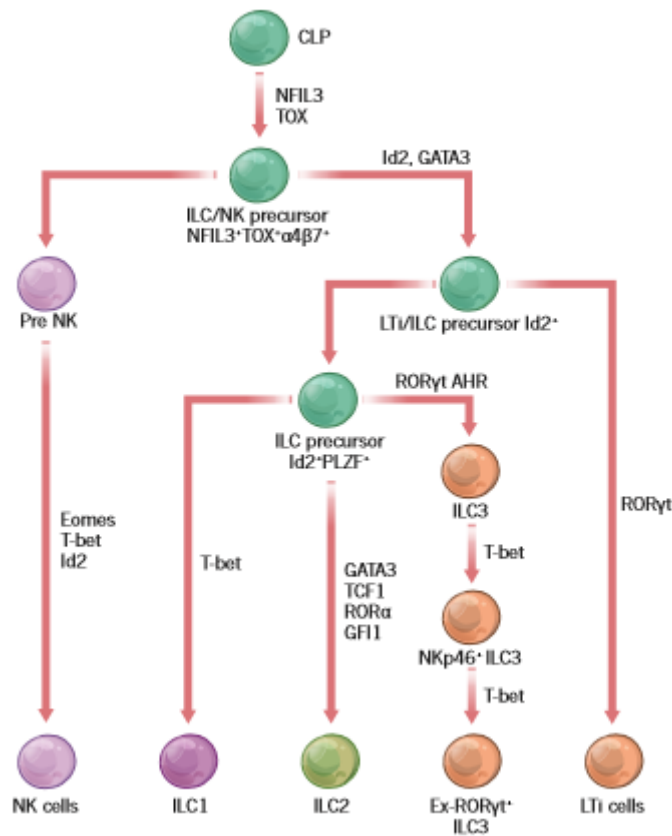 CLP
NFIL3
TOX
Id2, GATA3
ILC/NK precursor
NFIL3⁺TOX⁺α4β7⁺
Pre NK
LTi/ILC precursor Id2⁺
RORγt AHR
ILC precursor
Id2⁺PLZF⁺
ILC3
RORγt
Eomes
T-bet
Id2
T-bet
GATA3
TCF1
RORα
GFI1
T-bet
NKp46⁺ ILC3
T-bet
NK cells
ILC1
ILC2
Ex-RORγt⁺
ILC3
LTi cells